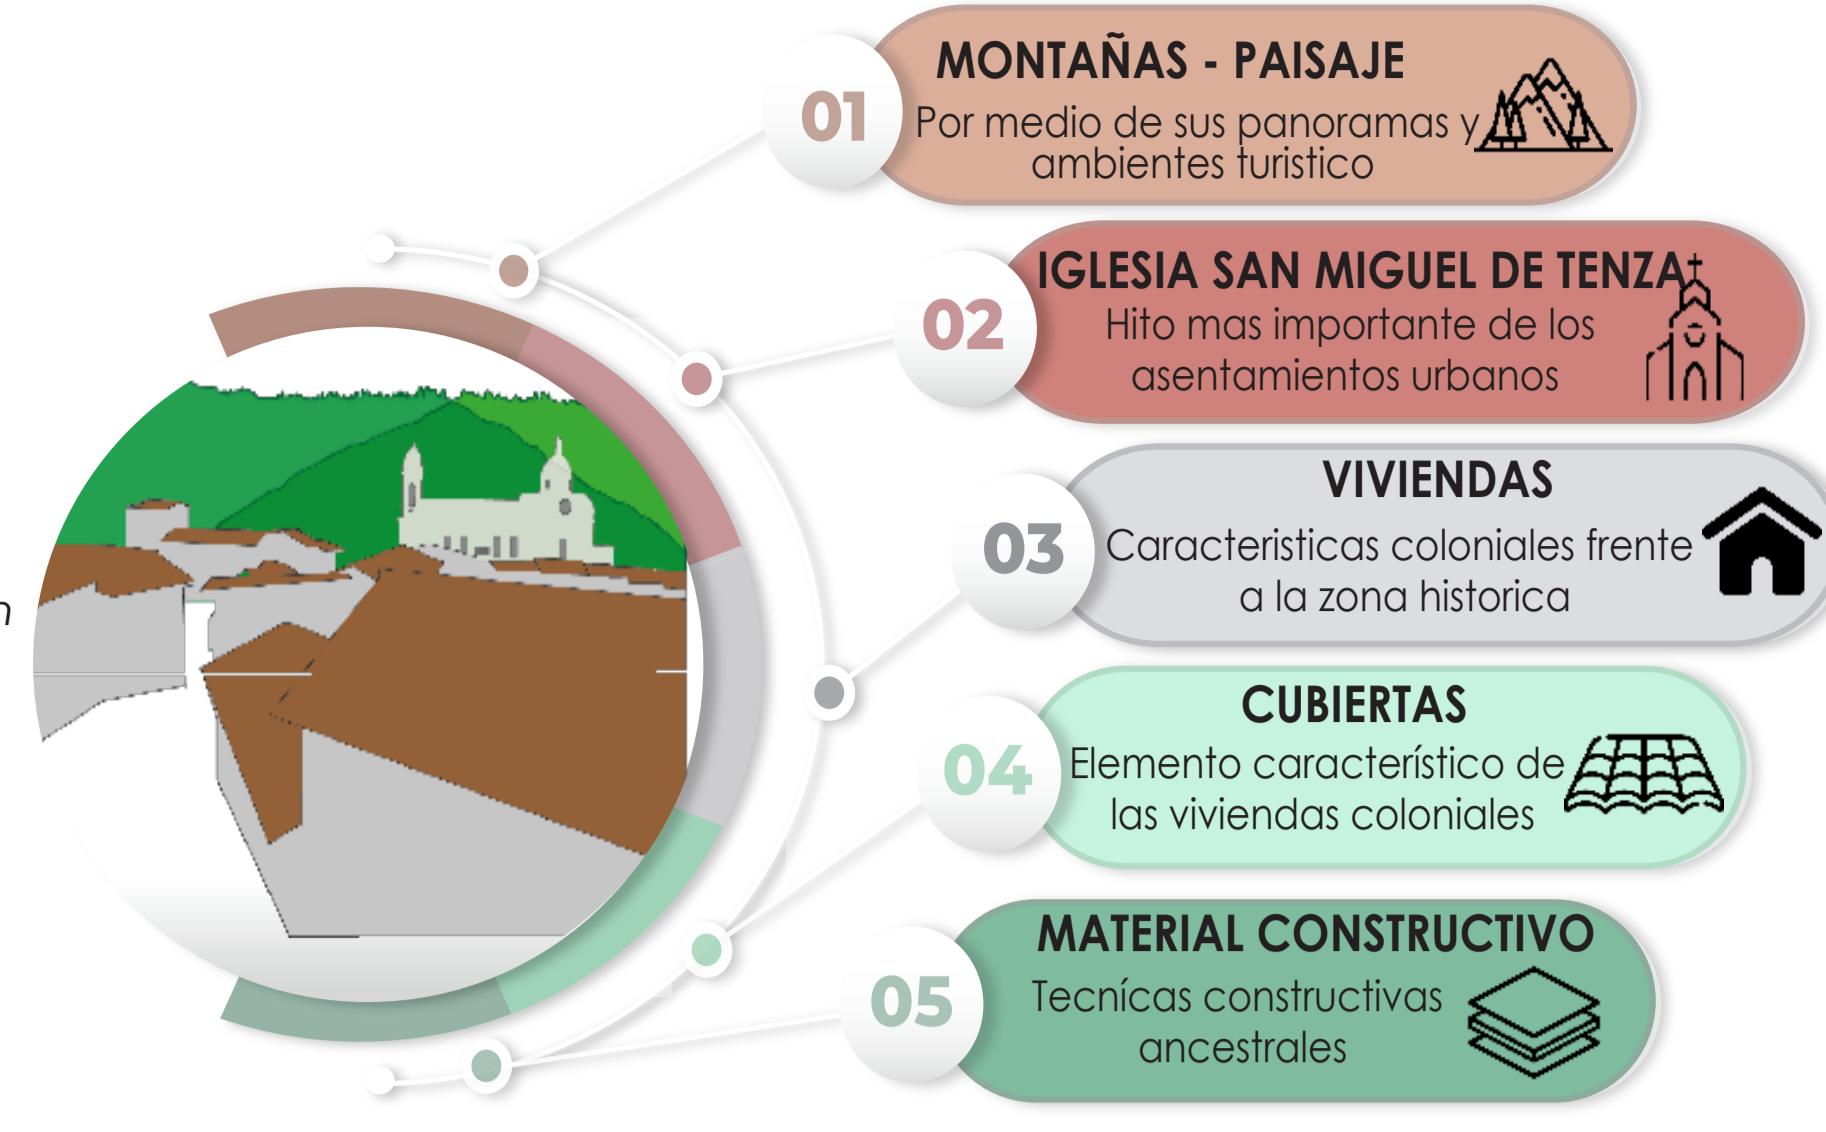 01
MONTAÑAS - PAISAJE
Por medio de sus panoramas y
ambientes turistico
02
IGLESIA SAN MIGUEL DE TENZA
Hito mas importante de los
asentamientos urbanos
03
VIVIENDAS
Caracteristicas coloniales frente
a la zona historica
04
CUBIERTAS
Elemento característico de
las viviendas coloniales
05
MATERIAL CONSTRUCTIVO
Tecnícas constructivas
ancestrales